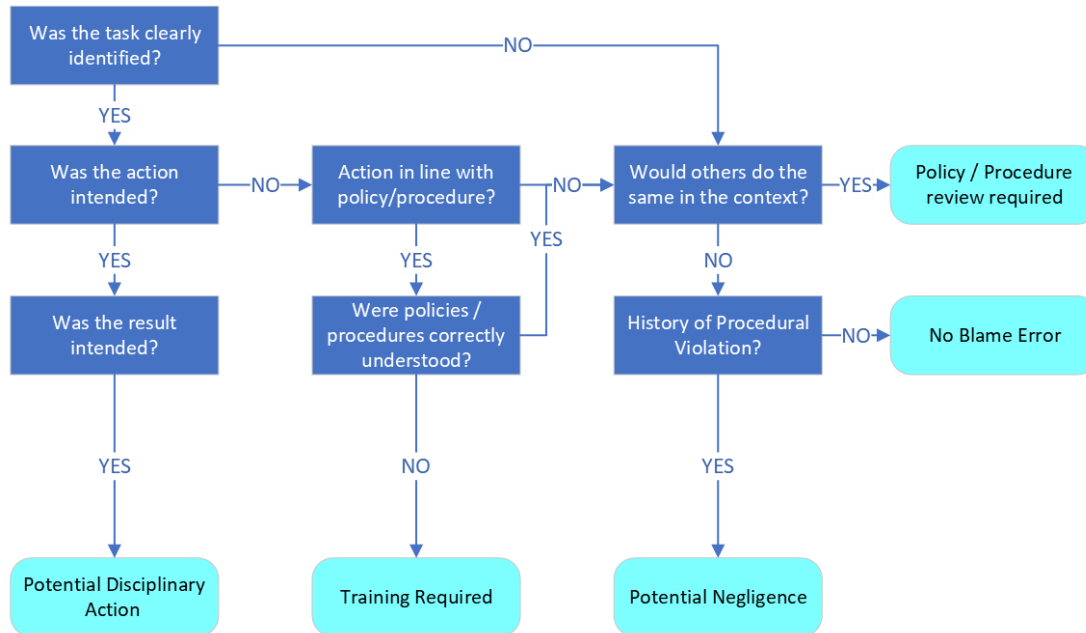 Was the task clearly
identified?
NO
YES
Was the action
intended?
NO
Action in line with
policy/procedure?
NO
Would others do the
same in the context?
YES
Policy / Procedure
review required
YES
YES
YES
NO
Was the result
intended?
Were policies /
procedures correctly
understood?
History of Procedural
Violation?
NO
No Blame Error
YES
NO
YES
Potential Disciplinary
Action
Training Required
Potential Negligence